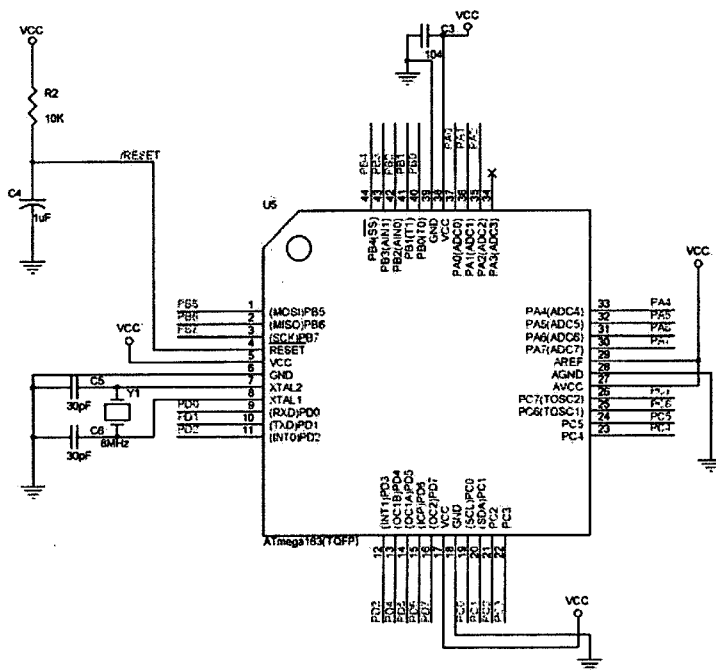 VCC
C3
104
VCC
R2
10K
/RESET
C4
1uF
U5
PB4
PB3
PB1
PB0
PA0
PA1
PA2
44
43
42
41
40
39
38
37
36
35
34
PB4(SS)
PB3(AIN1)
PB2(AIN0)
PB1(T1)
PB0(T0)
GND
VCC
PA0(ADC0)
PA1(ADC1)
PA2(ADC2)
PA3(ADC3)
VCC
PB5 1 (MOSI)PB5
PB6 2 (MISO)PB6
PB7 3 (SCK)PB7
4 RESET
VCC 5 VCC
6 GND
C5 7 XTAL2
30pF Y1 8 XTAL1
PD0 9 (RXD)PD0
PD1 10 (TXD)PD1
PD2 11 (INT0)PD2
C6
8MHz
30pF
PA4(ADC4) 33 PA4
PA5(ADC5) 32 PA5
PA6(ADC6) 31 PA6
PA7(ADC7) 30 PA7
AREF 29
AGND 28
AVCC 27
PC7(TOSC2) 26 PC7
PC6(TOSC1) 25 PC6
PC5 24 PC5
PC4 23 PC4
(INT1)PD3
(OC1B)PD4
(OC1A)PD5
(ICP)PD6
(OC2)PD7
VCC
GND
(SCL)PC0
(SDA)PC1
PC2
PC3
ATmega163(TQFP)
12
13
14
15
16
17
18
19
20
21
22
PD3
PD4
PD5
PD6
PD7
PC0
PC1
PC2
PC3
VCC